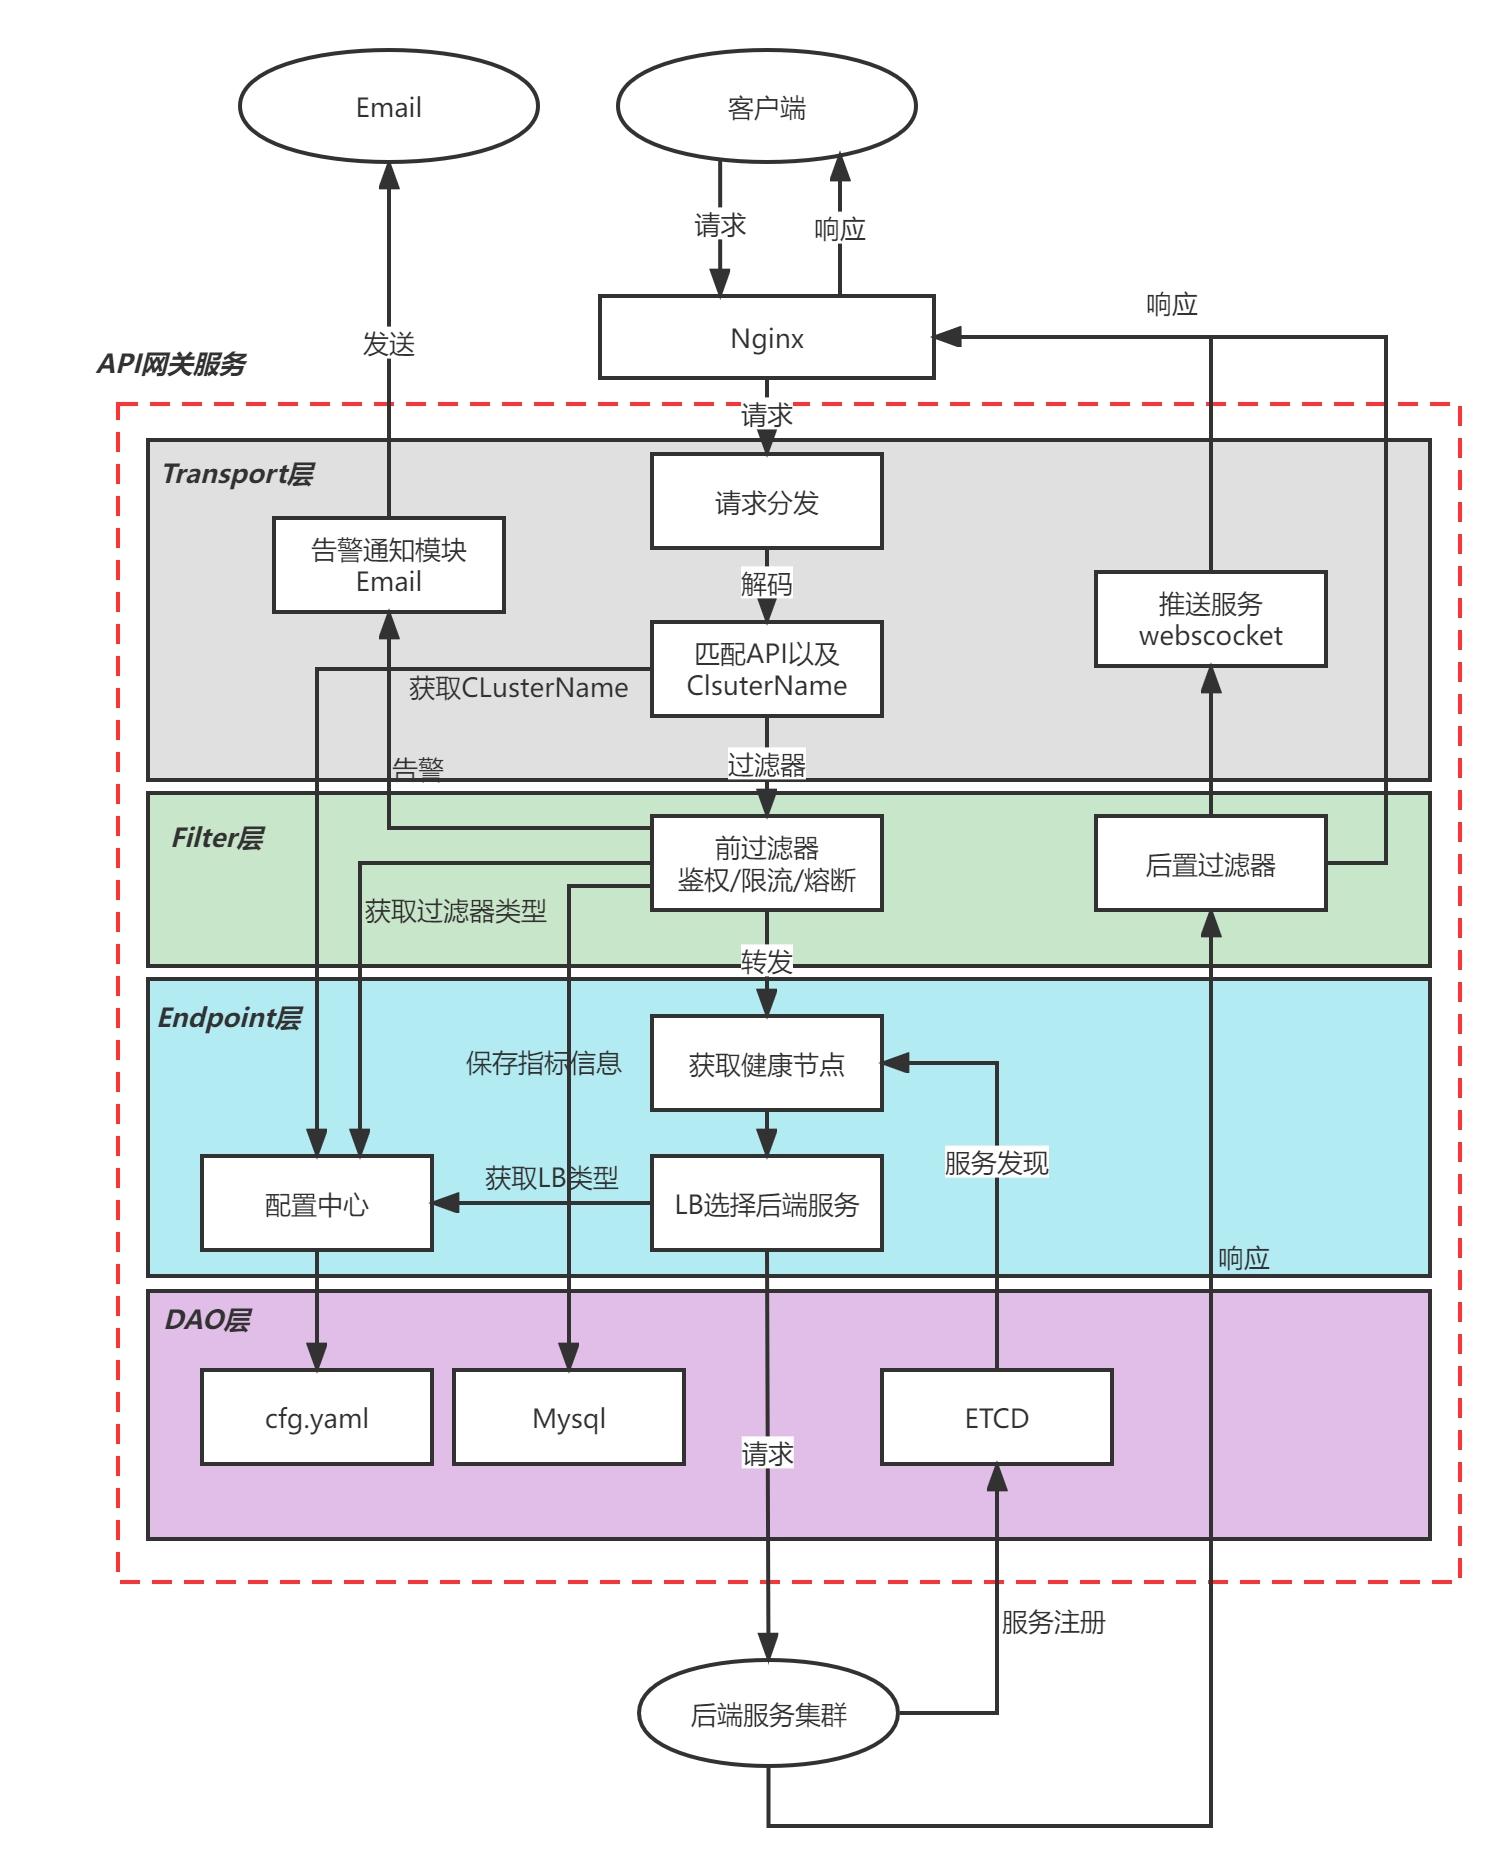 Email
客户端
请求
响应
响应
Nginx
发送
API网关服务
请求
Transport层
请求分发
告警通知模块
Email
解码
推送服务
webscocket
匹配API以及
ClsuterName
获取CLusterName
告警
过滤器
Filter层
前过滤器
鉴权/限流/熔断
后置过滤器
获取过滤器类型
转发
Endpoint层
保存指标信息
获取健康节点
服务发现
获取LB类型
配置中心
LB选择后端服务
响应
DAO层
cfg.yaml
Mysql
ETCD
请求
服务注册
后端服务集群